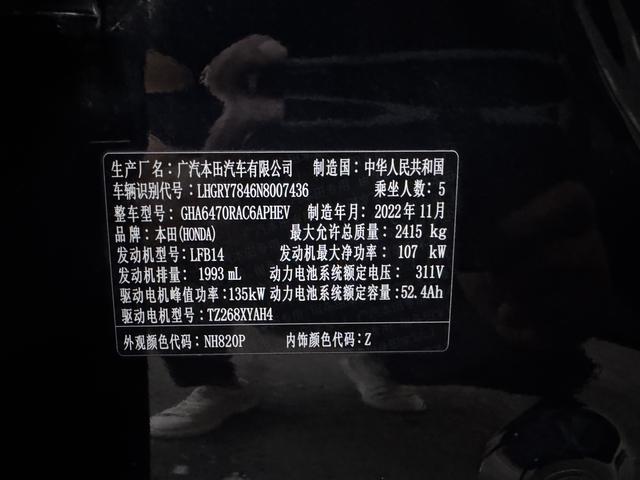 生产厂名：广汽本田汽车有限公司 制造国：中华人民共和国
车辆识别代号：LHGRY7846N8007436 乘坐人数：5
整车型号：GHA6470RAC6APHEV 制造年月：2022年11月
品牌：本田(HONDA) 最大允许总质量：2415 kg
发动机型号：LFB14 发动机最大净功率：107 kW
发动机排量：1993 mL 动力电池系统额定电压：311V
驱动电机峰值功率：135kW 动力电池系统额定容量：52.4Ah
驱动电机型号：TZ268XYAH4
外观颜色代码：NH820P 内饰颜色代码：Z